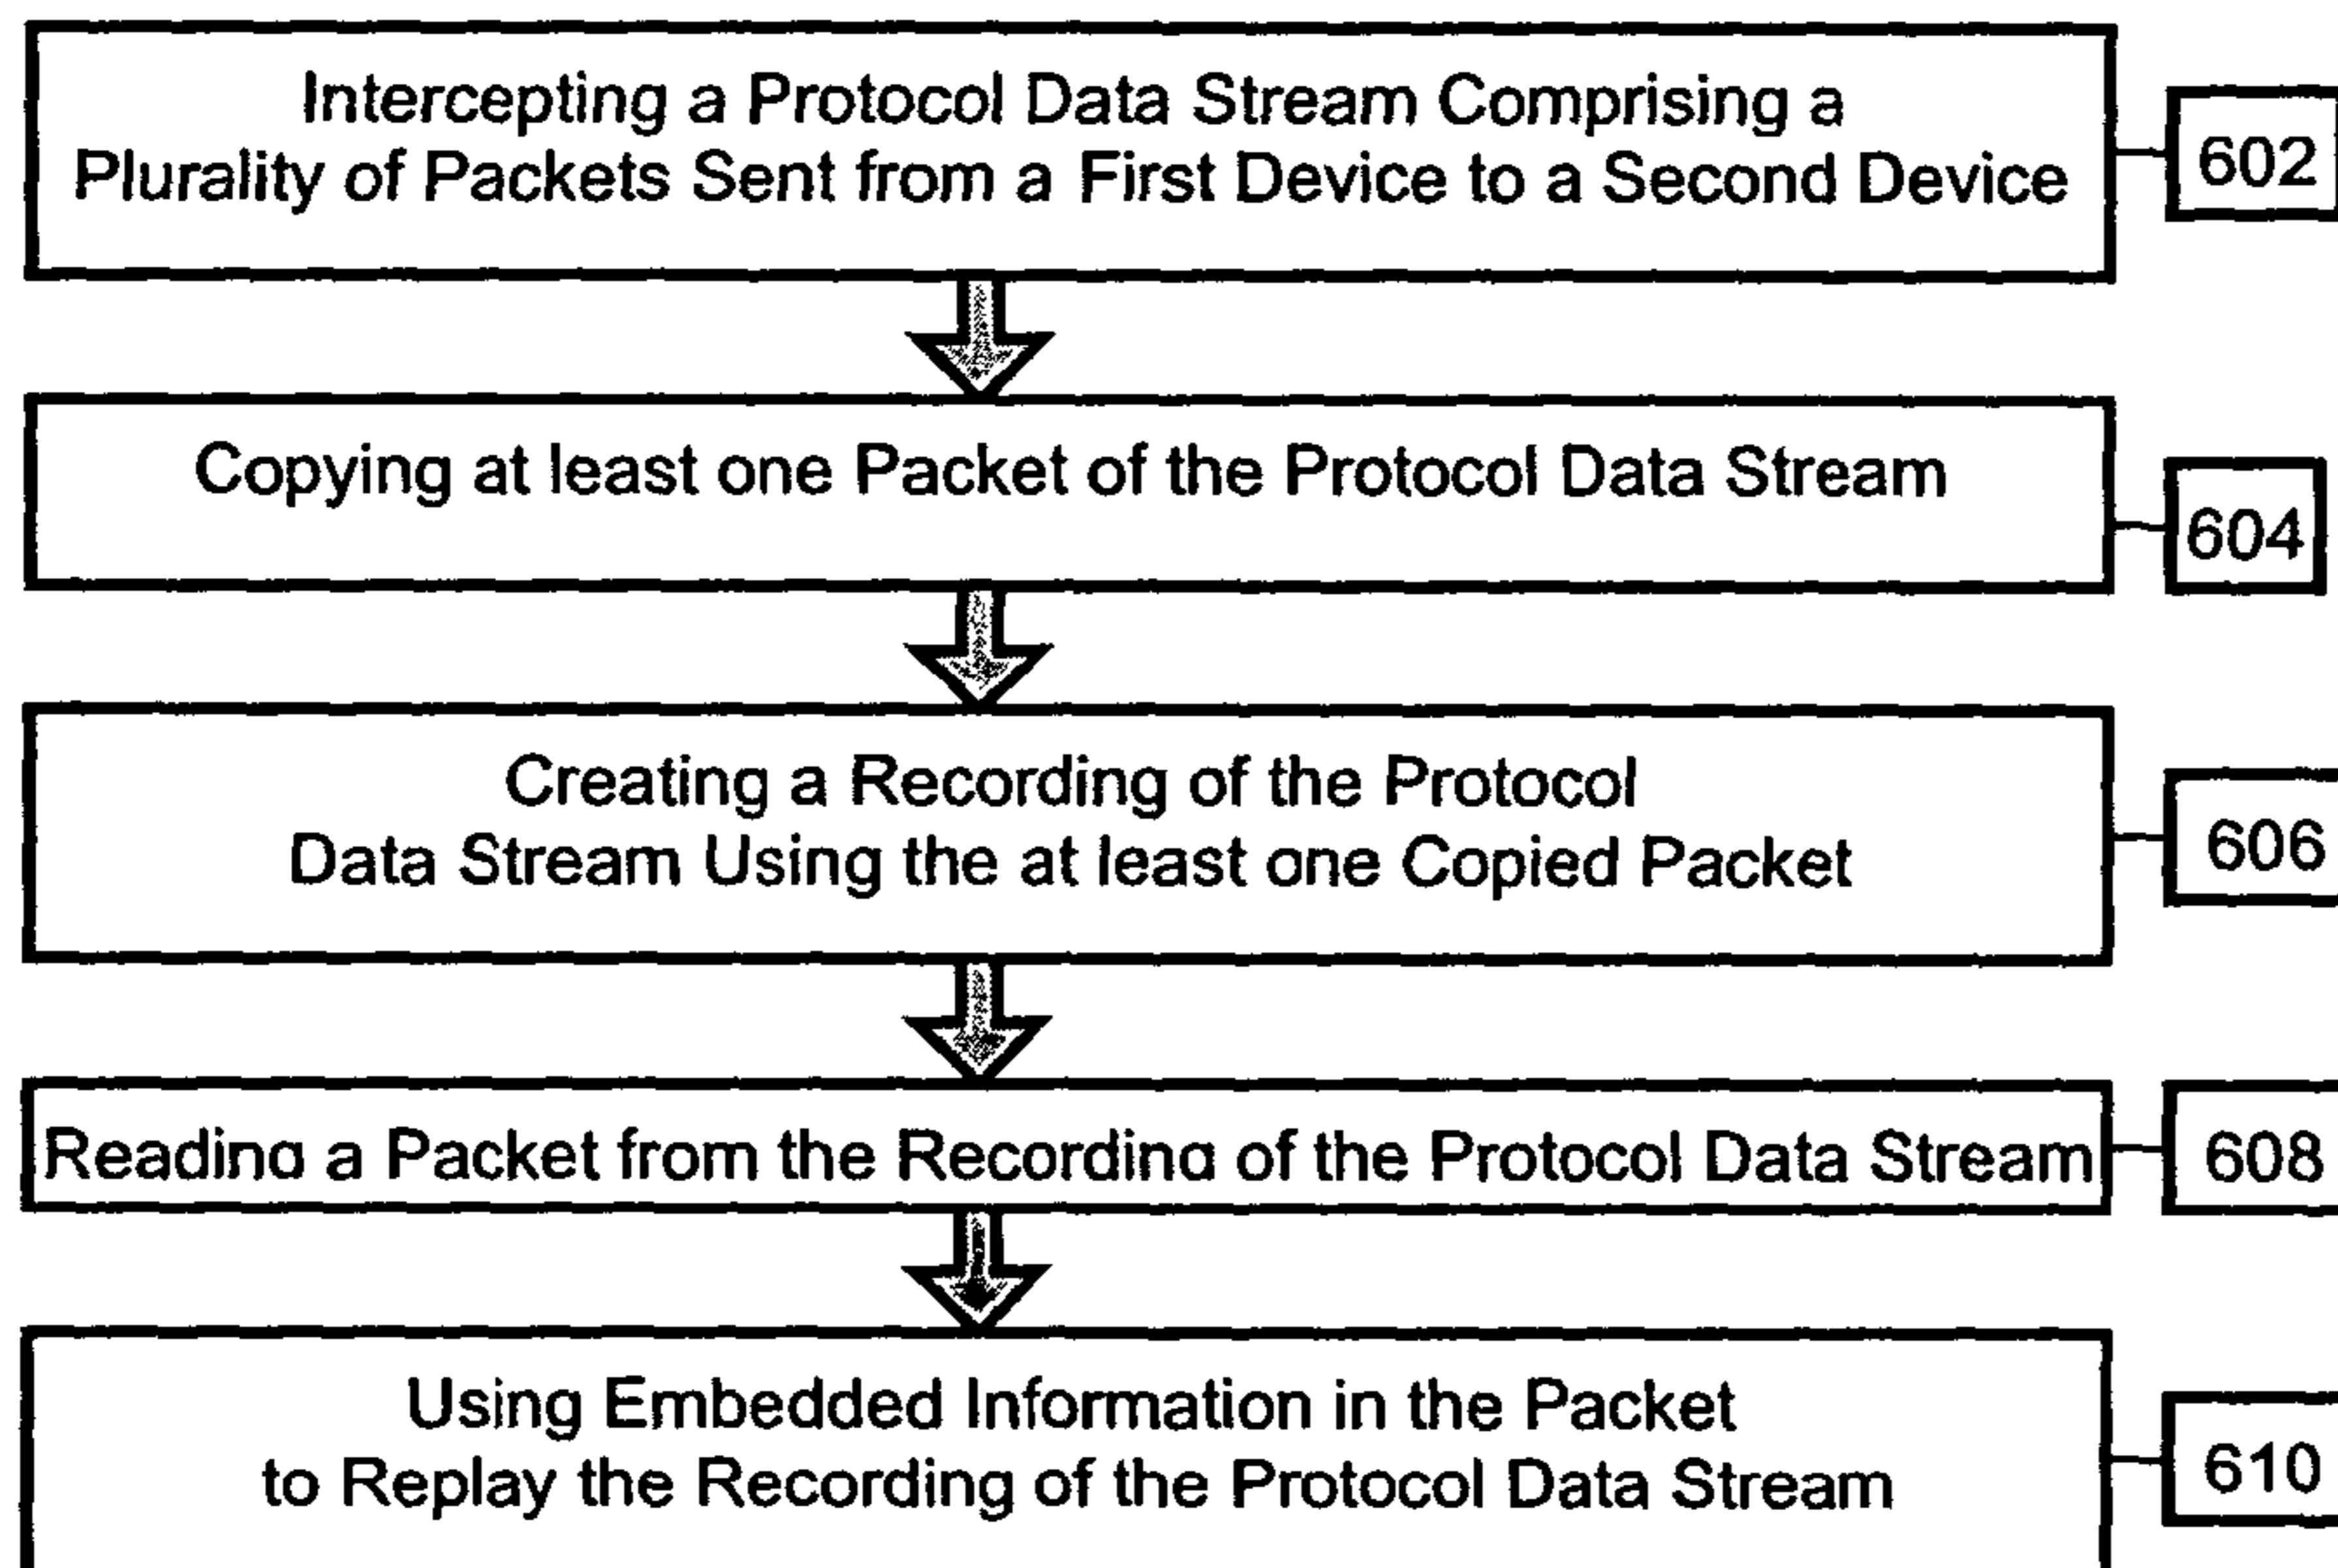 Intercepting a Protocol Data Stream Comprising a
Plurality of Packets Sent from a First Device to a Second Device
602
Copying at least one Packet of the Protocol Data Stream
604
Creating a Recording of the Protocol
Data Stream Using the at least one Copied Packet
606
Reading a Packet from the Recording of the Protocol Data Stream
608
Using Embedded Information in the Packet
to Replay the Recording of the Protocol Data Stream
610